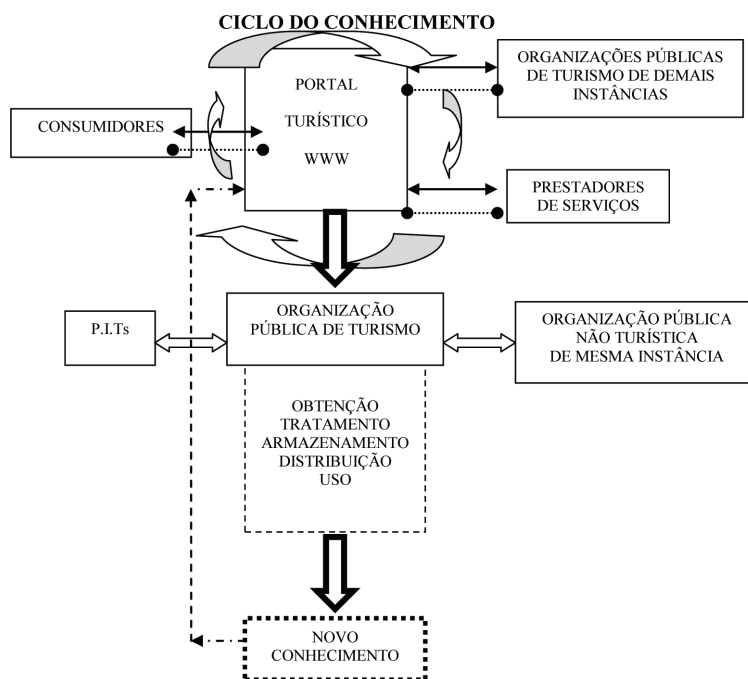 CICLO DO CONHECIMENTO
PORTAL
TURÍSTICO
WWW
ORGANIZAÇÕES PÚBLICAS
DE TURISMO DE DEMAIS
INSTÂNCIAS
CONSUMIDORES
PRESTADORES
DE SERVIÇOS
P.I.Ts
ORGANIZAÇÃO
PÚBLICA DE TURISMO
ORGANIZAÇÃO PÚBLICA
NÃO TURÍSTICA
DE MESMA INSTÂNCIA
OBTENÇÃO
TRATAMENTO
ARMAZENAMENTO
DISTRIBUIÇÃO
USO
NOVO
CONHECIMENTO